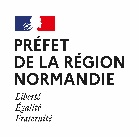 PRÉFET
DE LA RÉGION
NORMANDIE
Liberté
Égalité
Fraternité